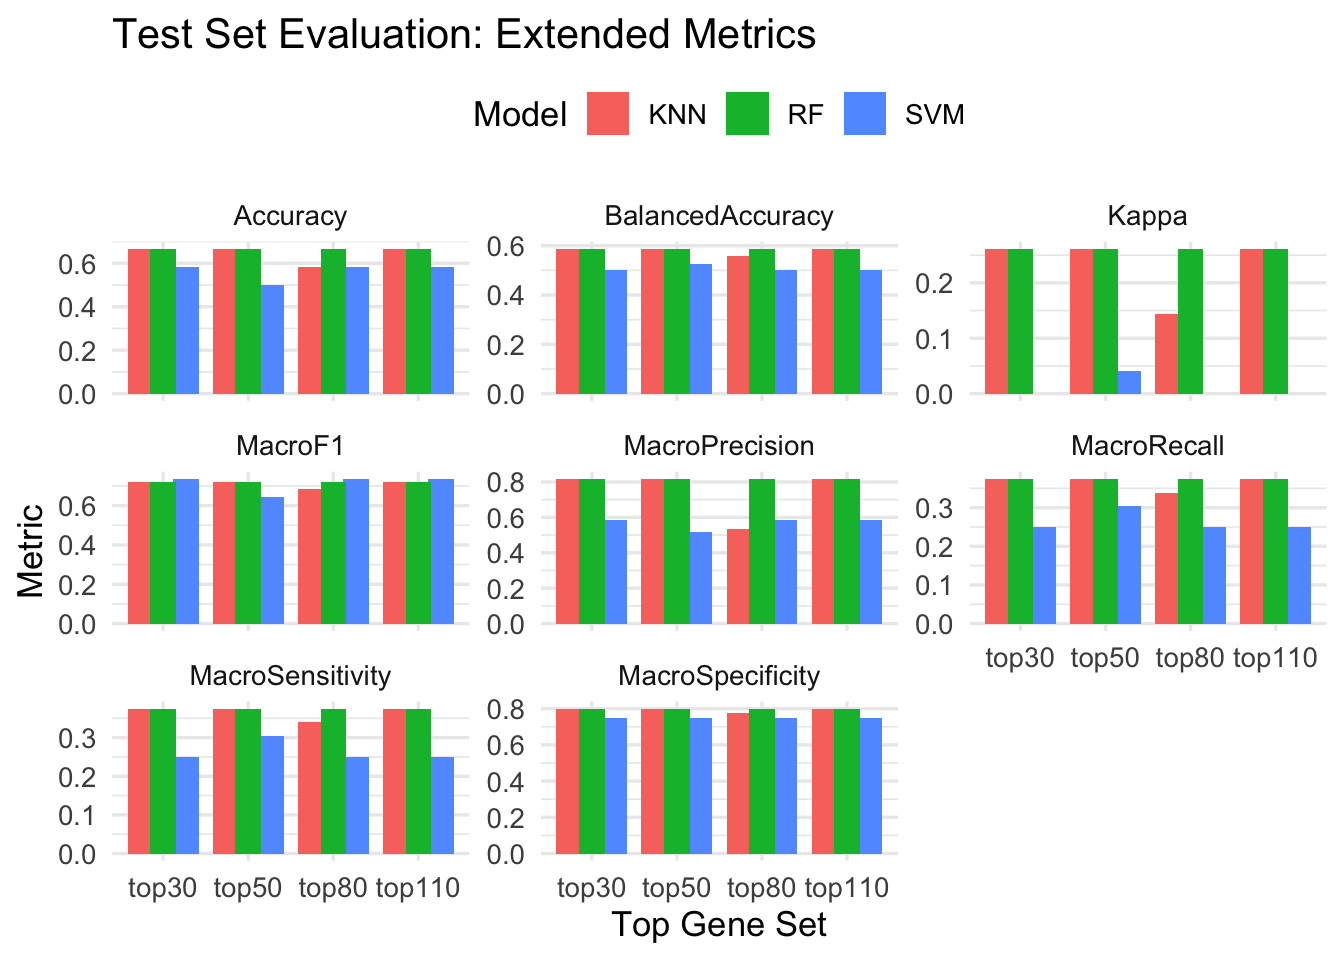 Test Set Evaluation: Extended Metrics
Model KNN RF SVM
Accuracy BalancedAccuracy Kappa
0.6 0.4 0.2 0.0
0.6 0.4 0.2 0.0
0.2 0.1 0.0
MacroF1 MacroPrecision MacroRecall
Metric
0.6 0.4 0.2 0.0
0.8 0.6 0.4 0.2 0.0
0.3 0.2 0.1 0.0
top30 top50 top80 top110
MacroSensitivity MacroSpecificity
0.3 0.2 0.1 0.0
0.8 0.6 0.4 0.2 0.0
top30 top50 top80 top110 top30 top50 top80 top110
Top Gene Set